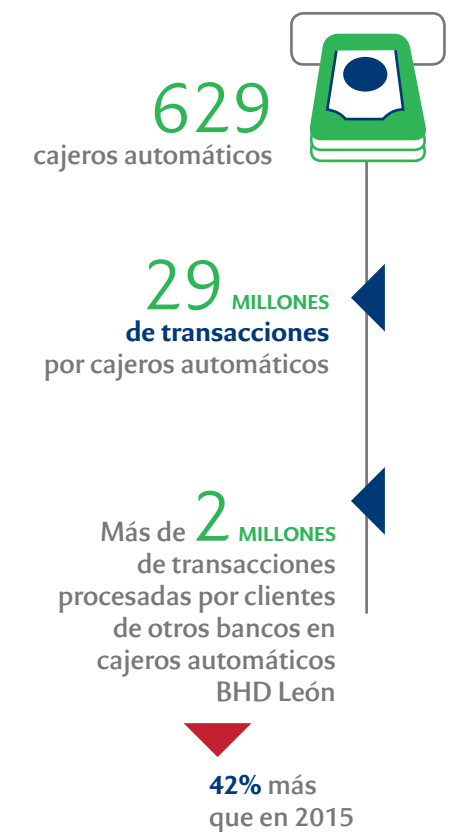 629
cajeros automáticos
29 MILLONES
de transacciones
por cajeros automáticos
Más de 2 MILLONES
de transacciones
procesadas por clientes
de otros bancos en
cajeros automáticos
BHD León
42% más
que en 2015